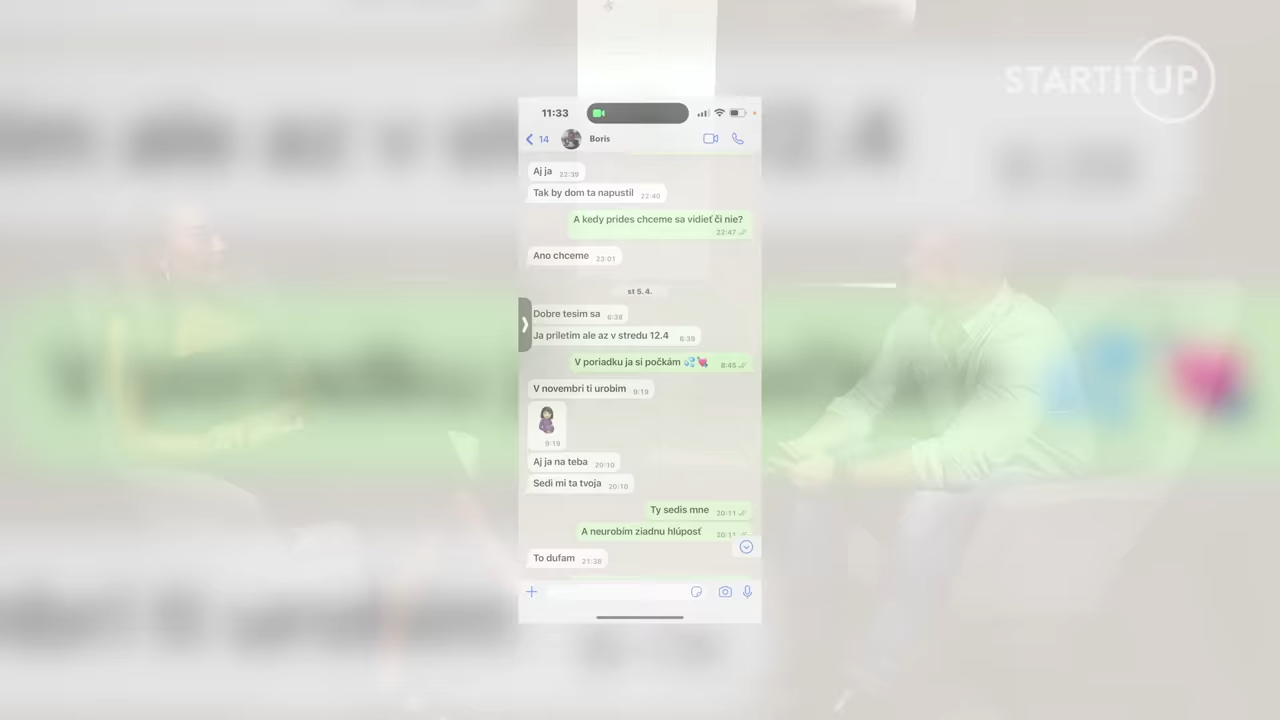 STARTITUP
11:33
14
Boris
Aj ja 22:39
Tak by dom ta napustil 22:40
A kedy prides chceme sa vidieť či nie?
22:47
Ano chceme 23:01
st 5. 4.
Dobre tesim sa 6:38
Ja priletim ale az v stredu 12.4 6:39
V poriadku ja si počkám 💦💘 8:45
V novembri ti urobim 9:19
9:19
Aj ja na teba 20:10
Sedi mi ta tvoja 20:10
Ty sedis mne 20:11
A neurobím ziadnu hlúposť 20:11
To dufam 21:38